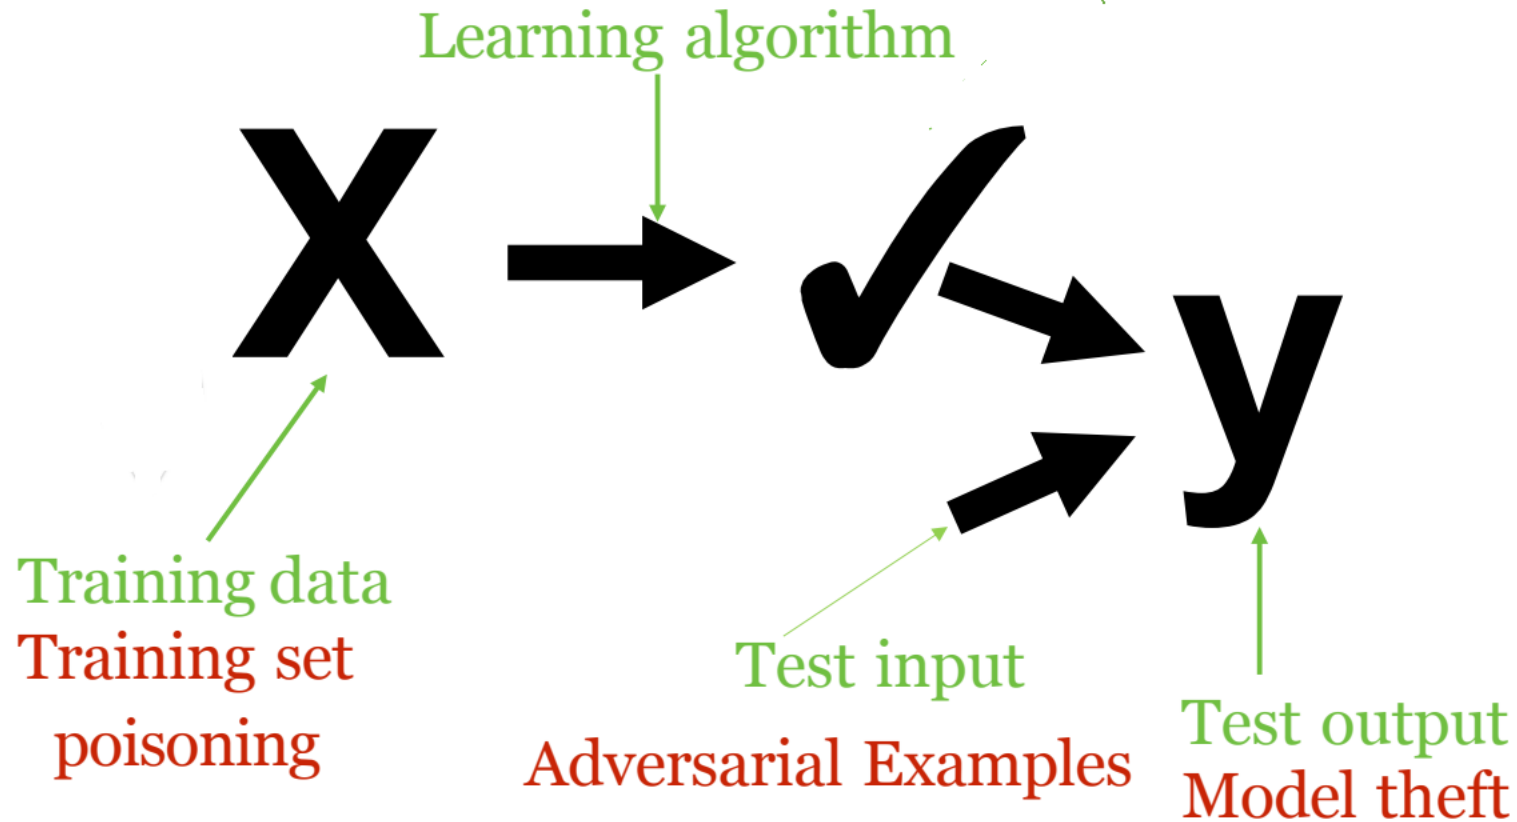 Learning algorithm
X
✓
y
Training data
Training set
poisoning
Test input
Adversarial Examples
Test output
Model theft